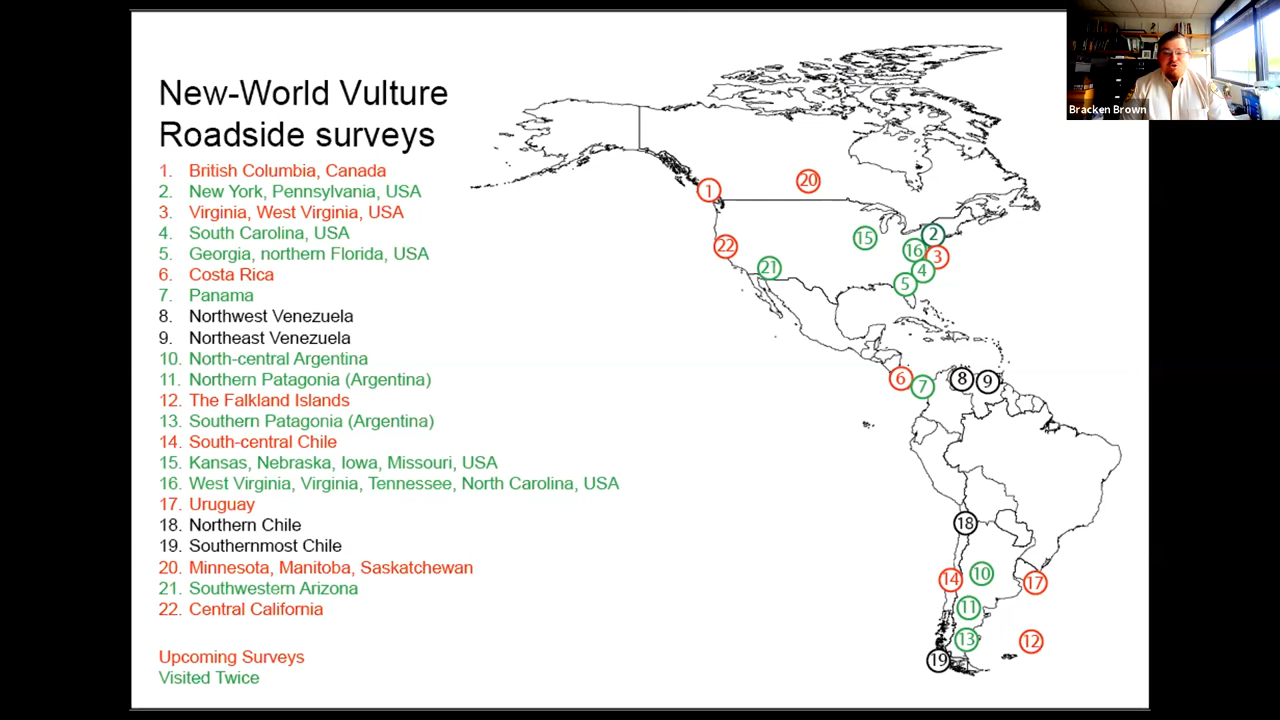 New-World Vulture
Roadside surveys
1. British Columbia, Canada
2. New York, Pennsylvania, USA
3. Virginia, West Virginia, USA
4. South Carolina, USA
5. Georgia, northern Florida, USA
6. Costa Rica
7. Panama
8. Northwest Venezuela
9. Northeast Venezuela
10. North-central Argentina
11. Northern Patagonia (Argentina)
12. The Falkland Islands
13. Southern Patagonia (Argentina)
14. South-central Chile
15. Kansas, Nebraska, Iowa, Missouri, USA
16. West Virginia, Virginia, Tennessee, North Carolina, USA
17. Uruguay
18. Northern Chile
19. Southernmost Chile
20. Minnesota, Manitoba, Saskatchewan
21. Southwestern Arizona
22. Central California
Upcoming Surveys
Visited Twice
Bracken Brown
20
1
2
15
22
16
3
21
4
5
6
7
8
9
18
10
14
17
11
13
12
19